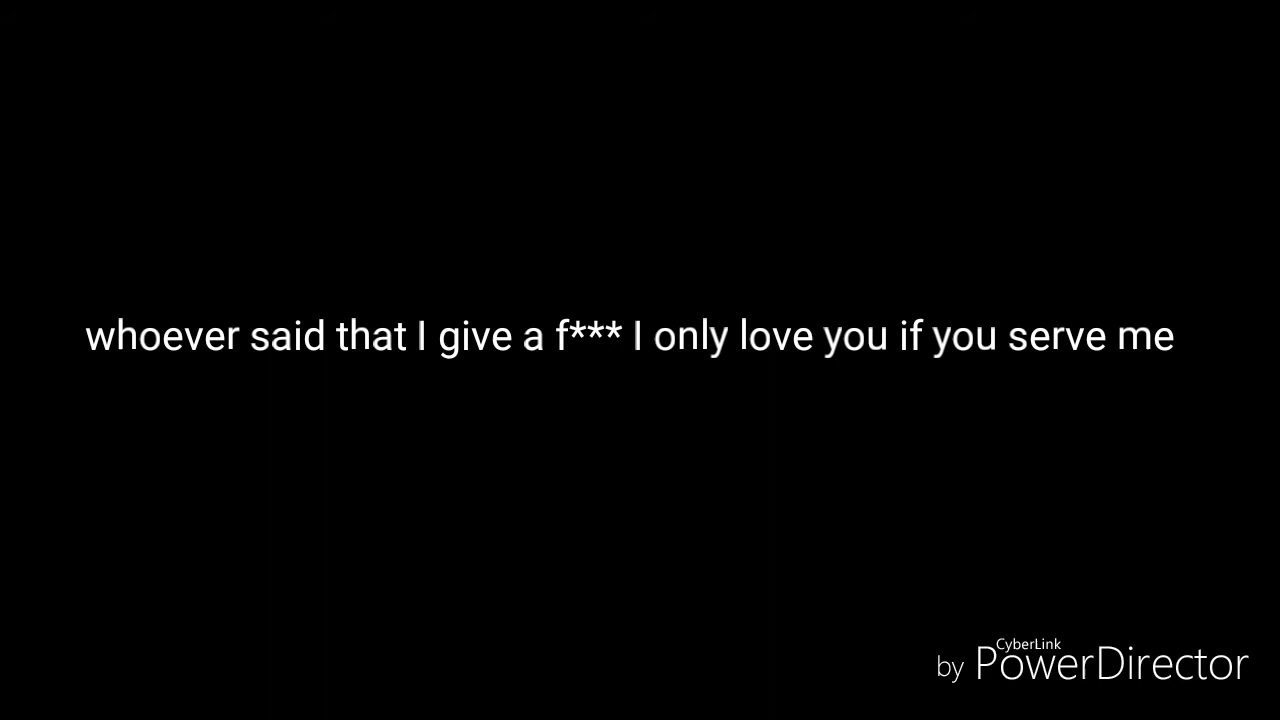 whoever said that I give a f*** I only love you if you serve me
CyberLink
by PowerDirector